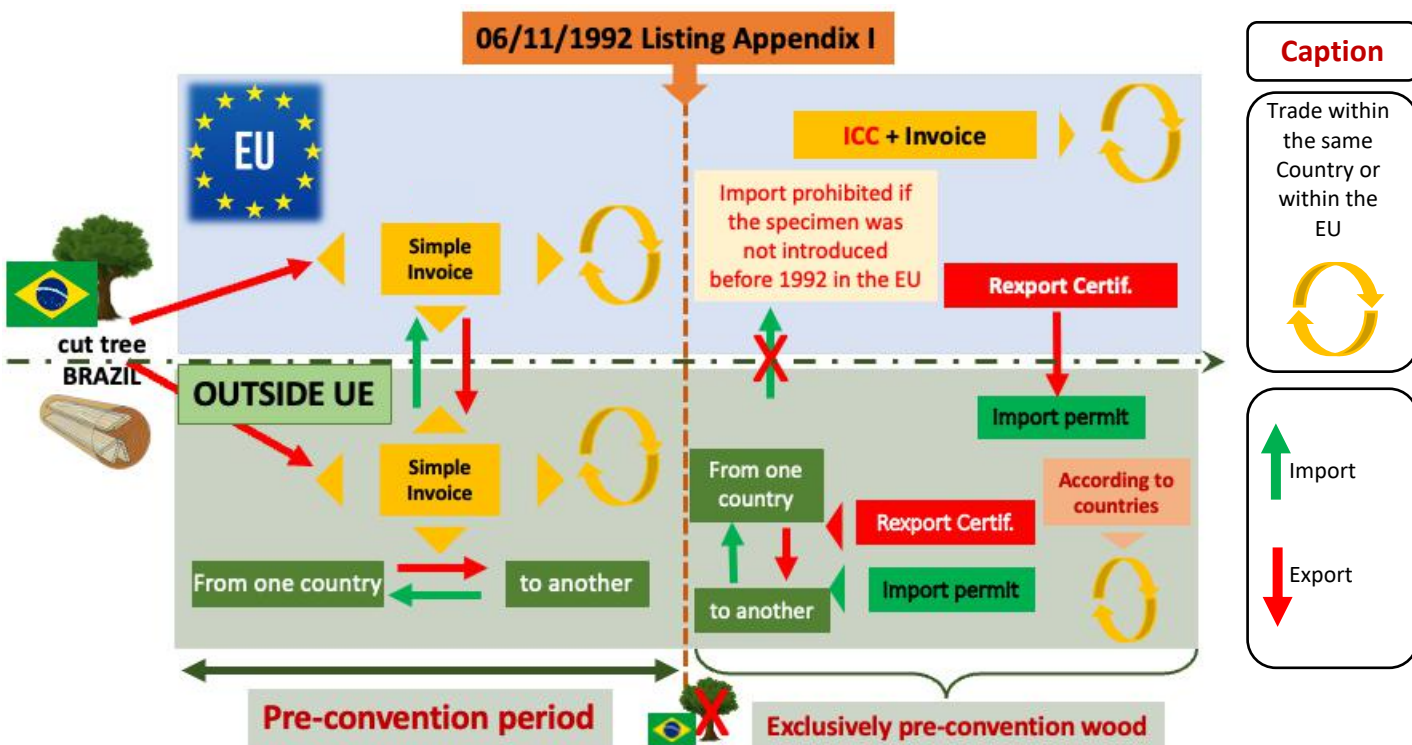 06/11/1992 Listing Appendix I
Caption
EU
ICC + Invoice
Trade within
the same
Country or
within the
EU
Import prohibited if
the specimen was
not introduced
before 1992 in the EU
Simple
Invoice
Rexport Certif.
cut tree
BRAZIL
OUTSIDE UE
Import permit
Simple
Invoice
From one
country
According to
countries
Rexport Certif.
Import
From one country
to another
to another
Import permit
Export
Pre-convention period
Exclusively pre-convention wood